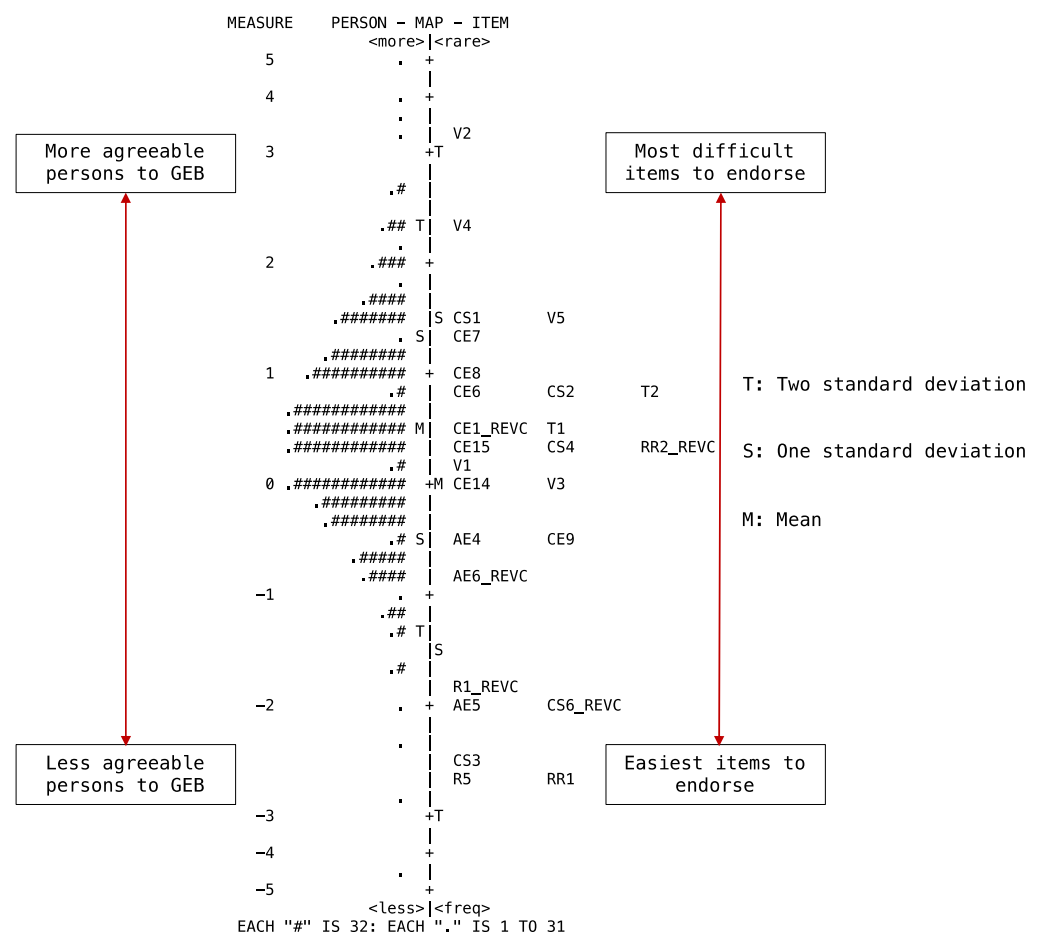 MEASURE PERSON – MAP – ITEM
<more>|<rare>
5 . +
|
4 . +
. |
. | V2
3 +T
|
.# |
|
.## T| V4
. |
2 .### +
. |
.#### |
.####### |S CS1 V5
. S| CE7
.######## |
1 .########## + CE8
.# | CE6 CS2 T2
.############ |
.############ M| CE1_REVC T1
.############ | CE15 CS4 RR2_REVC
.# | V1
0 .############ +M CE14 V3
.######### |
.######## |
.# S| AE4 CE9
.##### |
.#### | AE6_REVC
–1 . +
.## |
.# T|
|S
.# |
| R1_REVC
–2 . + AE5 CS6_REVC
|
. |
| CS3
| R5 RR1
. |
–3 +T
|
–4 +
. |
–5 +
<less>|<freq>
EACH "#" IS 32: EACH "." IS 1 TO 31
More agreeable
persons to GEB
Less agreeable
persons to GEB
Most difficult
items to endorse
Easiest items to
endorse
T: Two standard deviation
S: One standard deviation
M: Mean